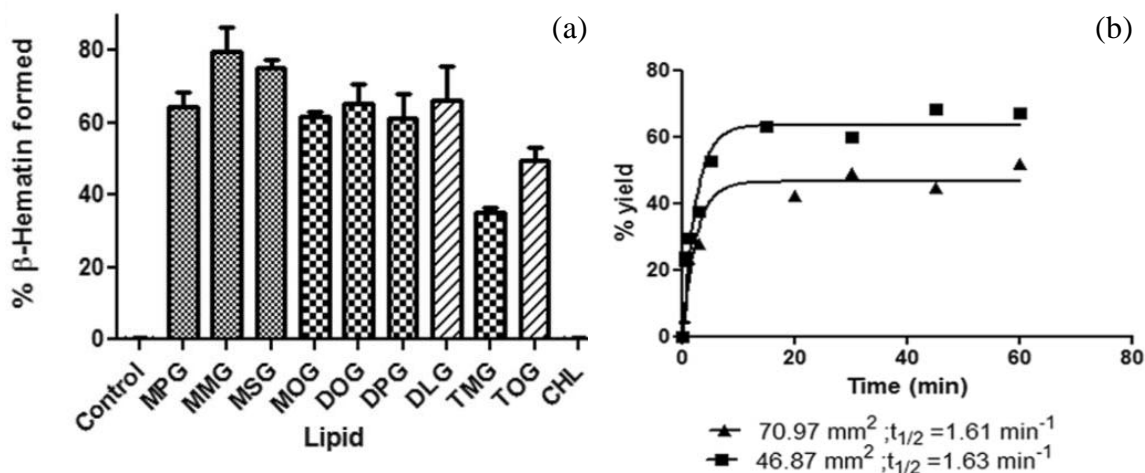 (a)
% β-Hematin formed
80
60
40
20
0
Control
MPG
MMG
MSG
MOG
DOG
DPG
DLG
TMG
TOG
CHL
Lipid
(b)
% yield
80
60
40
20
0
0
20
40
60
80
Time (min)
70.97 mm² ;t1/2 =1.61 min⁻¹
46.87 mm² ;t1/2 =1.63 min⁻¹